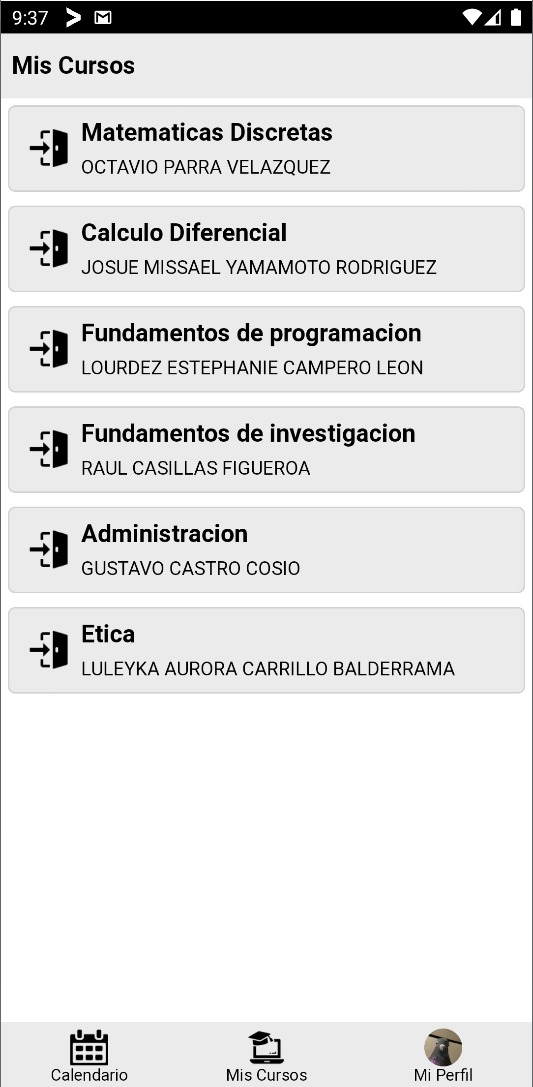 9:37
Mis Cursos
Matematicas Discretas
OCTAVIO PARRA VELAZQUEZ
Calculo Diferencial
JOSUE MISSAEL YAMAMOTO RODRIGUEZ
Fundamentos de programacion
LOURDEZ ESTEPHANIE CAMPERO LEON
Fundamentos de investigacion
RAUL CASILLAS FIGUEROA
Administracion
GUSTAVO CASTRO COSIO
Etica
LULEYKA AURORA CARRILLO BALDERRAMA
Calendario
Mis Cursos
Mi Perfil